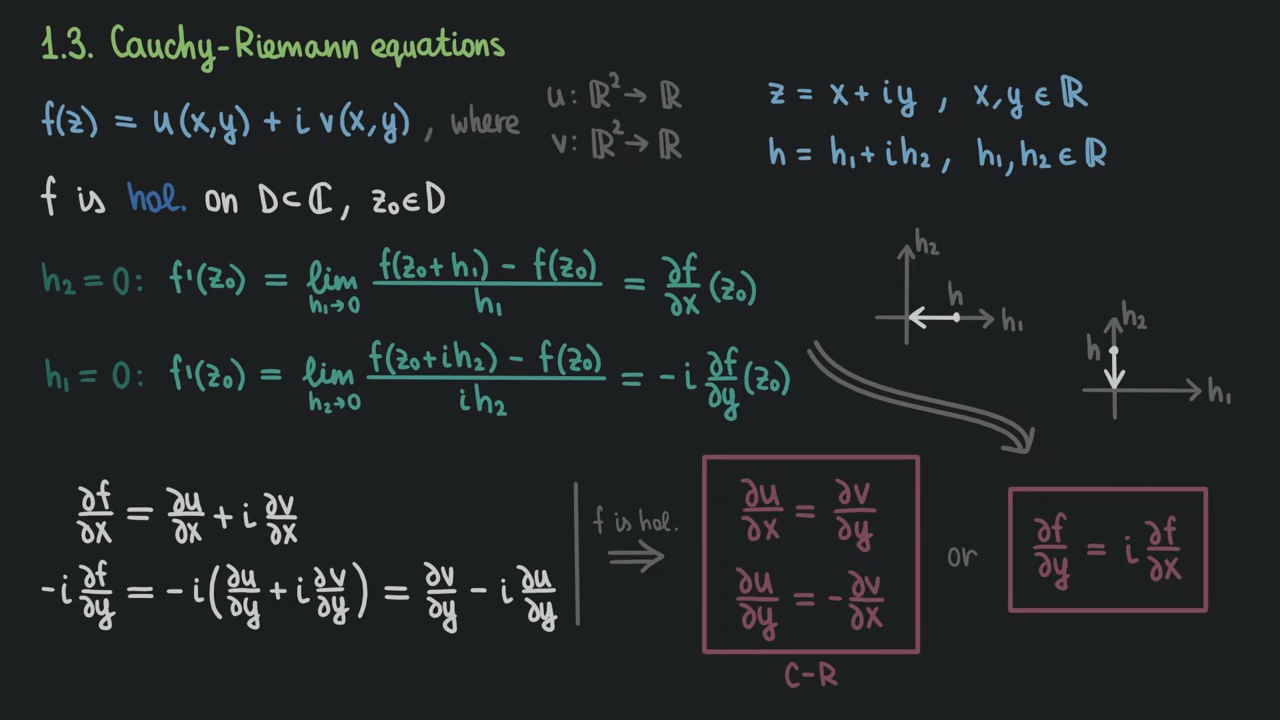 1.3. Cauchy-Riemann equations
f(z) = u(x,y) + i v(x,y), where
u: ℝ² → ℝ
v: ℝ² → ℝ
z = x + iy , x,y ∈ ℝ
h = h₁ + ih₂, h₁,h₂ ∈ ℝ
f is hol. on D⊂ℂ, z₀∈D
h₂ = 0: f'(z₀) = lim_{h₁→0} (f(z₀+h₁) - f(z₀))/h₁ = ∂f/∂x (z₀)
h₂
h
h₁
h₁ = 0: f'(z₀) = lim_{h₂→0} (f(z₀+ih₂) - f(z₀))/(ih₂) = -i ∂f/∂y (z₀)
h₂
h
h₁
∂f/∂x = ∂u/∂x + i ∂v/∂x
-i ∂f/∂y = -i(∂u/∂y + i ∂v/∂y) = ∂v/∂y - i ∂u/∂y
f is hol.
⇒
∂u/∂x = ∂v/∂y
∂u/∂y = -∂v/∂x
C-R
or
∂f/∂y = i ∂f/∂x